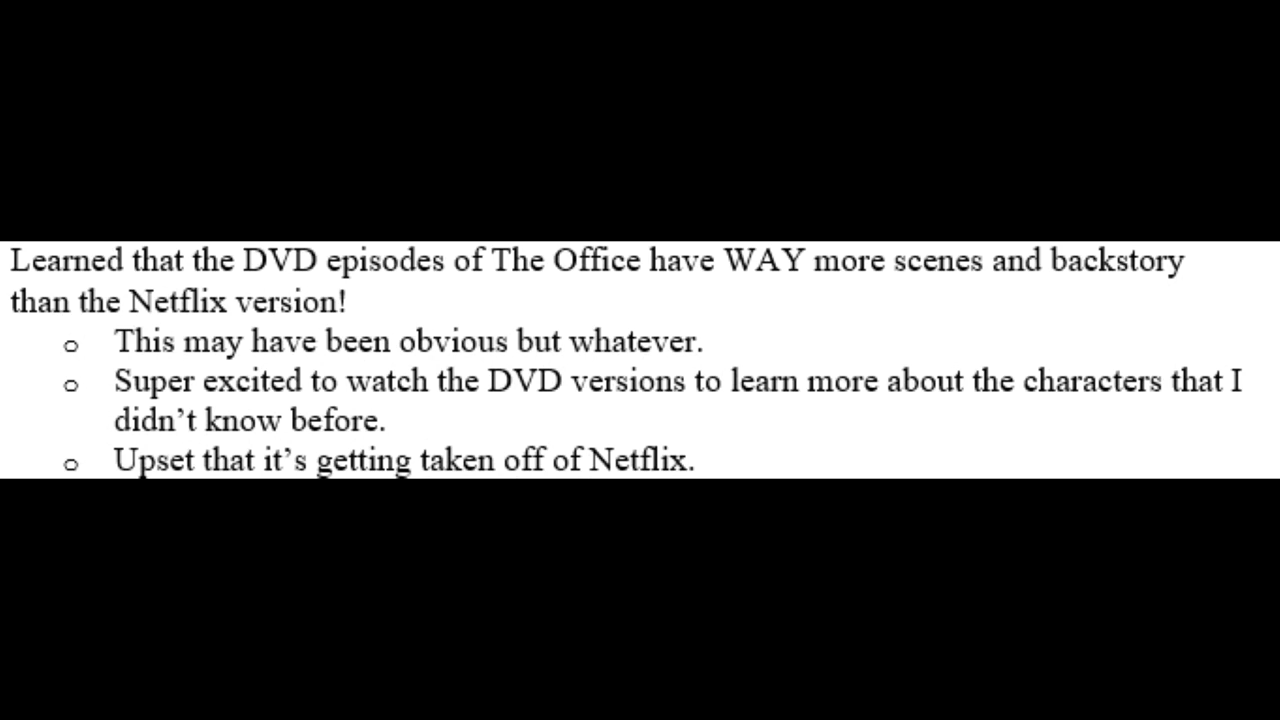 Learned that the DVD episodes of The Office have WAY more scenes and backstory
than the Netflix version!
o This may have been obvious but whatever.
o Super excited to watch the DVD versions to learn more about the characters that I
didn’t know before.
o Upset that it’s getting taken off of Netflix.